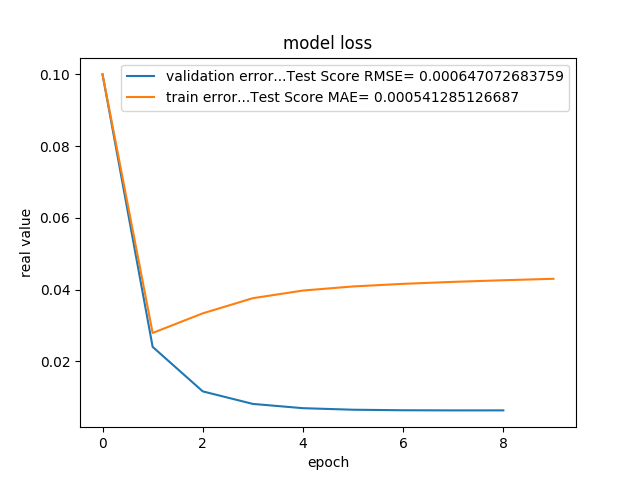 model loss
validation error...Test Score RMSE= 0.000647072683759
train error...Test Score MAE= 0.000541285126687
0.10
0.08
0.06
0.04
0.02
real value
0 2 4 6 8
epoch